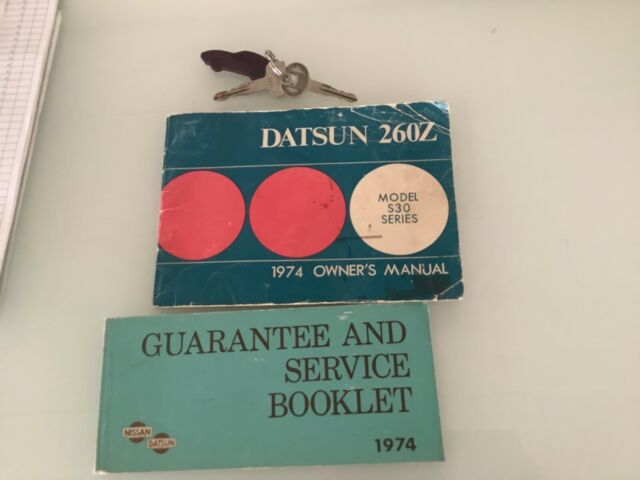 DATSUN 260Z
MODEL
S30
SERIES
1974 OWNER'S MANUAL
GUARANTEE AND
SERVICE
BOOKLET
NISSAN
DATSUN
1974